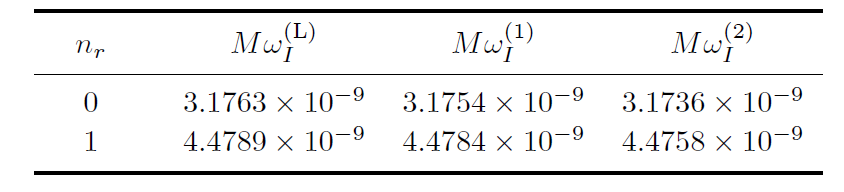 n_r Mω_I^(L) Mω_I^(1) Mω_I^(2)
0 3.1763 × 10^−9 3.1754 × 10^−9 3.1736 × 10^−9
1 4.4789 × 10^−9 4.4784 × 10^−9 4.4758 × 10^−9